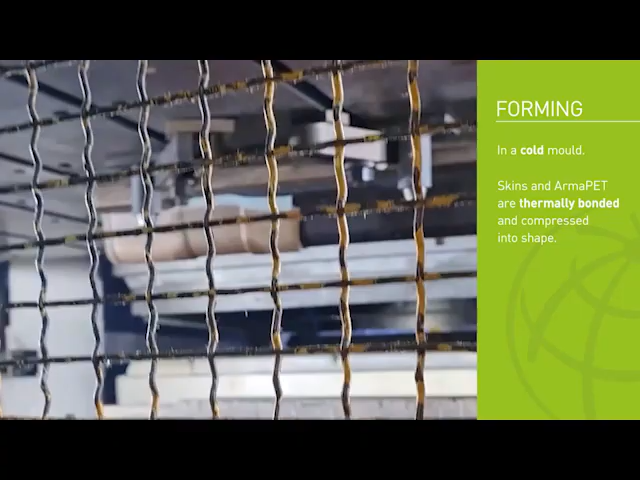 FORMING
In a cold mould.
Skins and ArmaPET
are thermally bonded
and compressed
into shape.